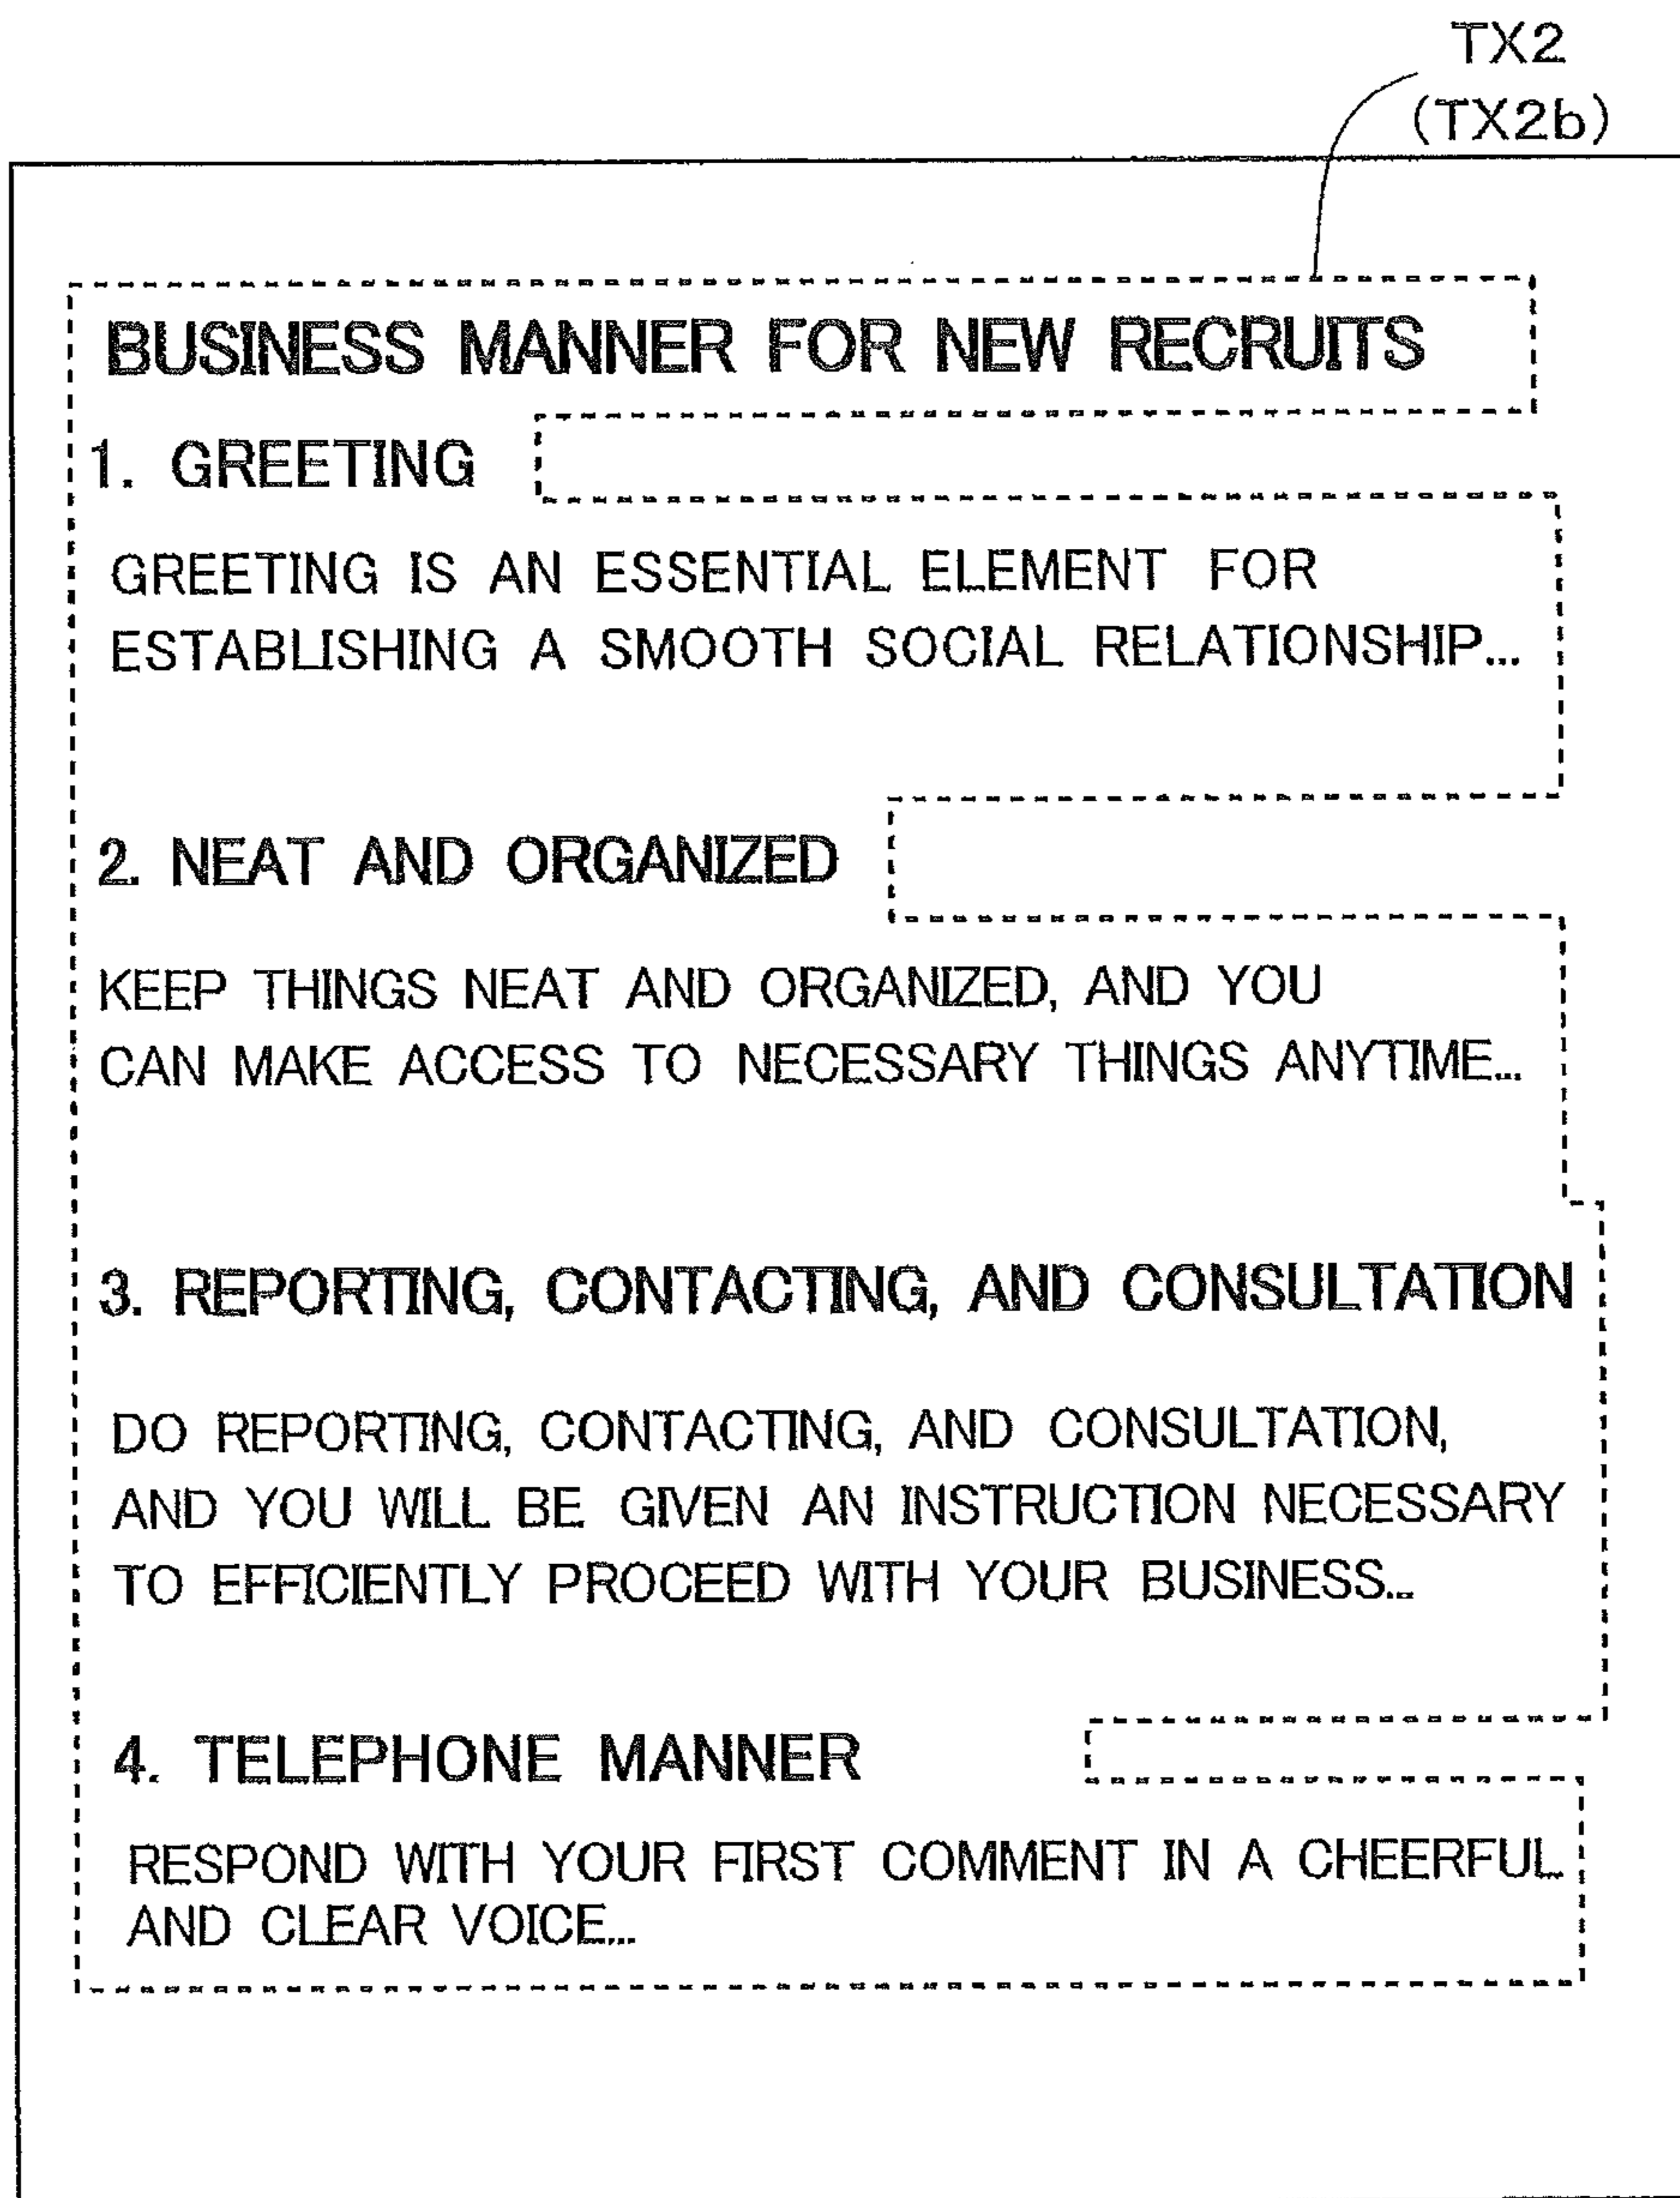 TX2
(TX2b)
BUSINESS MANNER FOR NEW RECRUITS
1. GREETING
GREETING IS AN ESSENTIAL ELEMENT FOR
ESTABLISHING A SMOOTH SOCIAL RELATIONSHIP...
2. NEAT AND ORGANIZED
KEEP THINGS NEAT AND ORGANIZED, AND YOU
CAN MAKE ACCESS TO NECESSARY THINGS ANYTIME...
3. REPORTING, CONTACTING, AND CONSULTATION
DO REPORTING, CONTACTING, AND CONSULTATION,
AND YOU WILL BE GIVEN AN INSTRUCTION NECESSARY
TO EFFICIENTLY PROCEED WITH YOUR BUSINESS...
4. TELEPHONE MANNER
RESPOND WITH YOUR FIRST COMMENT IN A CHEERFUL
AND CLEAR VOICE...